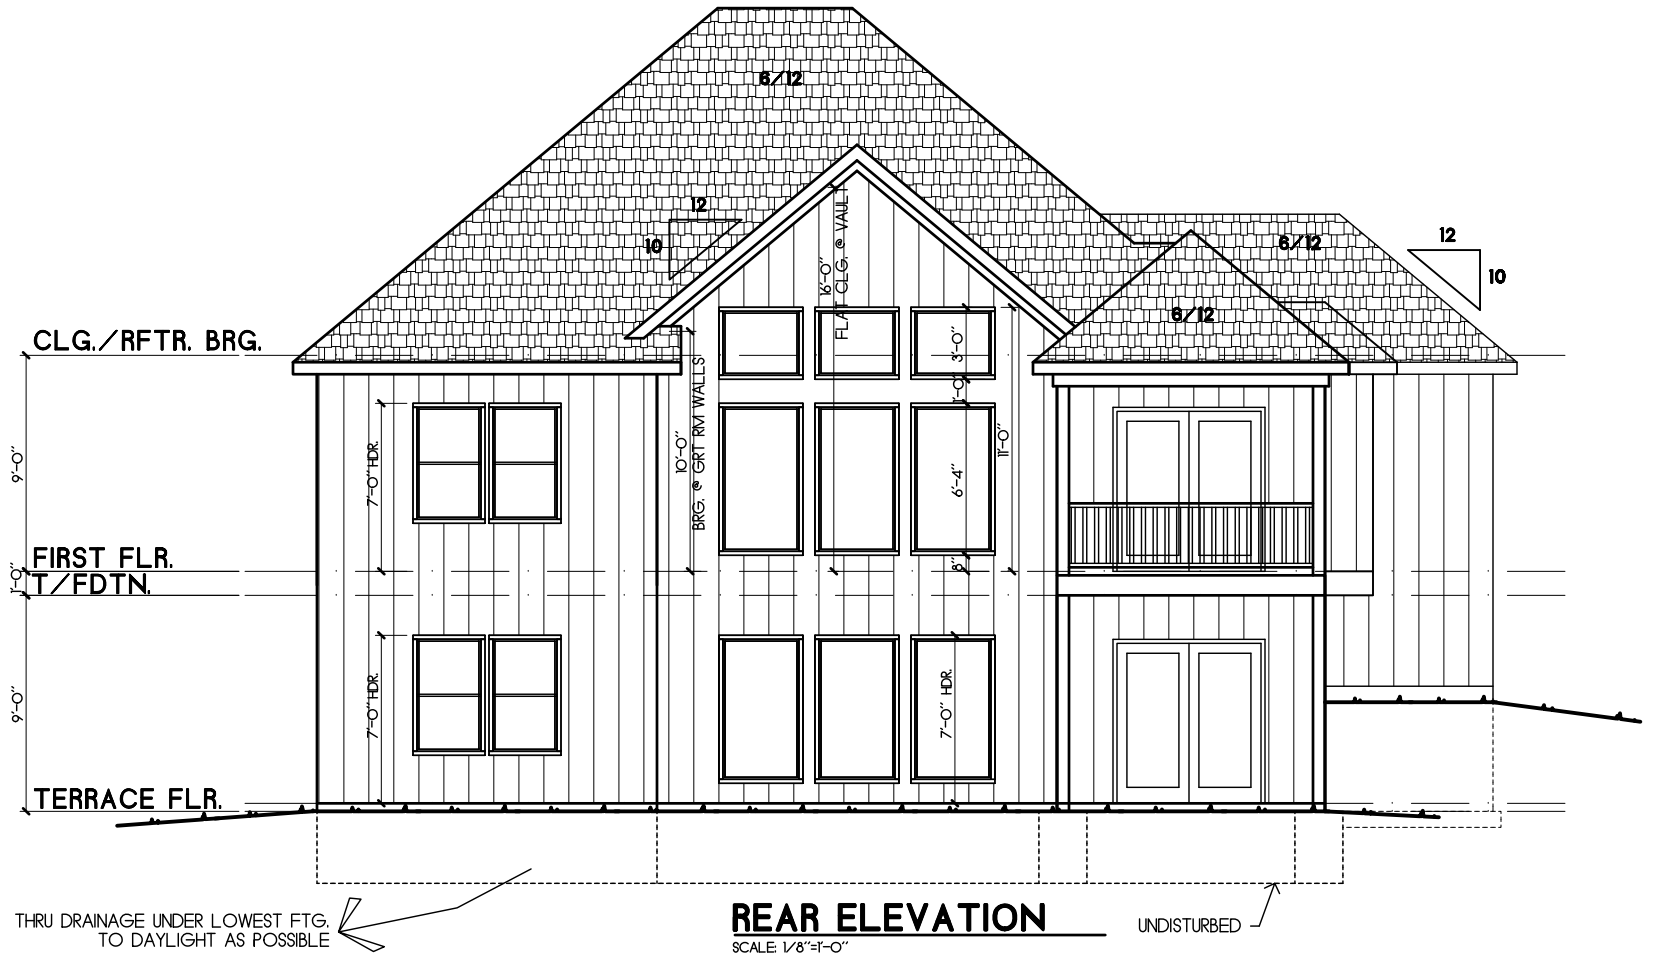 6/12
12
10
6/12
12
10
6/12
CLG./RFTR. BRG.
FIRST FLR.
T/FDTN.
TERRACE FLR.
9'-0"
1'-0"
9'-0"
7'-0" HDR.
7'-0" HDR.
10'-0"
BRG. @ GRT RM WALLS
16'-0"
FLAT CLG. @ VAULT
3'-0"
1'-0"
6'-4"
8"
11'-0"
7'-0" HDR.
THRU DRAINAGE UNDER LOWEST FTG.
TO DAYLIGHT AS POSSIBLE
REAR ELEVATION
SCALE: 1/8"=1'-0"
UNDISTURBED